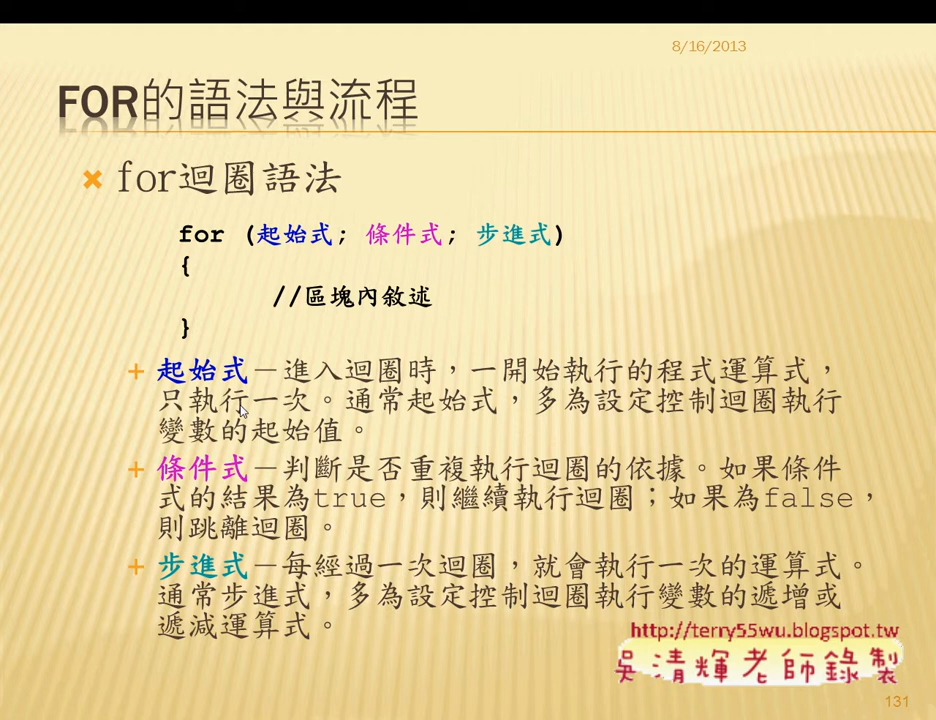 8/16/2013
FOR的語法與流程
for迴圈語法
for (起始式; 條件式; 步進式)
{
//區塊內敘述
}
起始式－進入迴圈時，一開始執行的程式運算式，
只執行一次。通常起始式，多為設定控制迴圈執行
變數的起始值。
條件式－判斷是否重複執行迴圈的依據。如果條件
式的結果為true，則繼續執行迴圈；如果為false，
則跳離迴圈。
步進式－每經過一次迴圈，就會執行一次的運算式。
通常步進式，多為設定控制迴圈執行變數的遞增或
遞減運算式。
http://terry55wu.blogspot.tw
吳清輝老師錄製
131